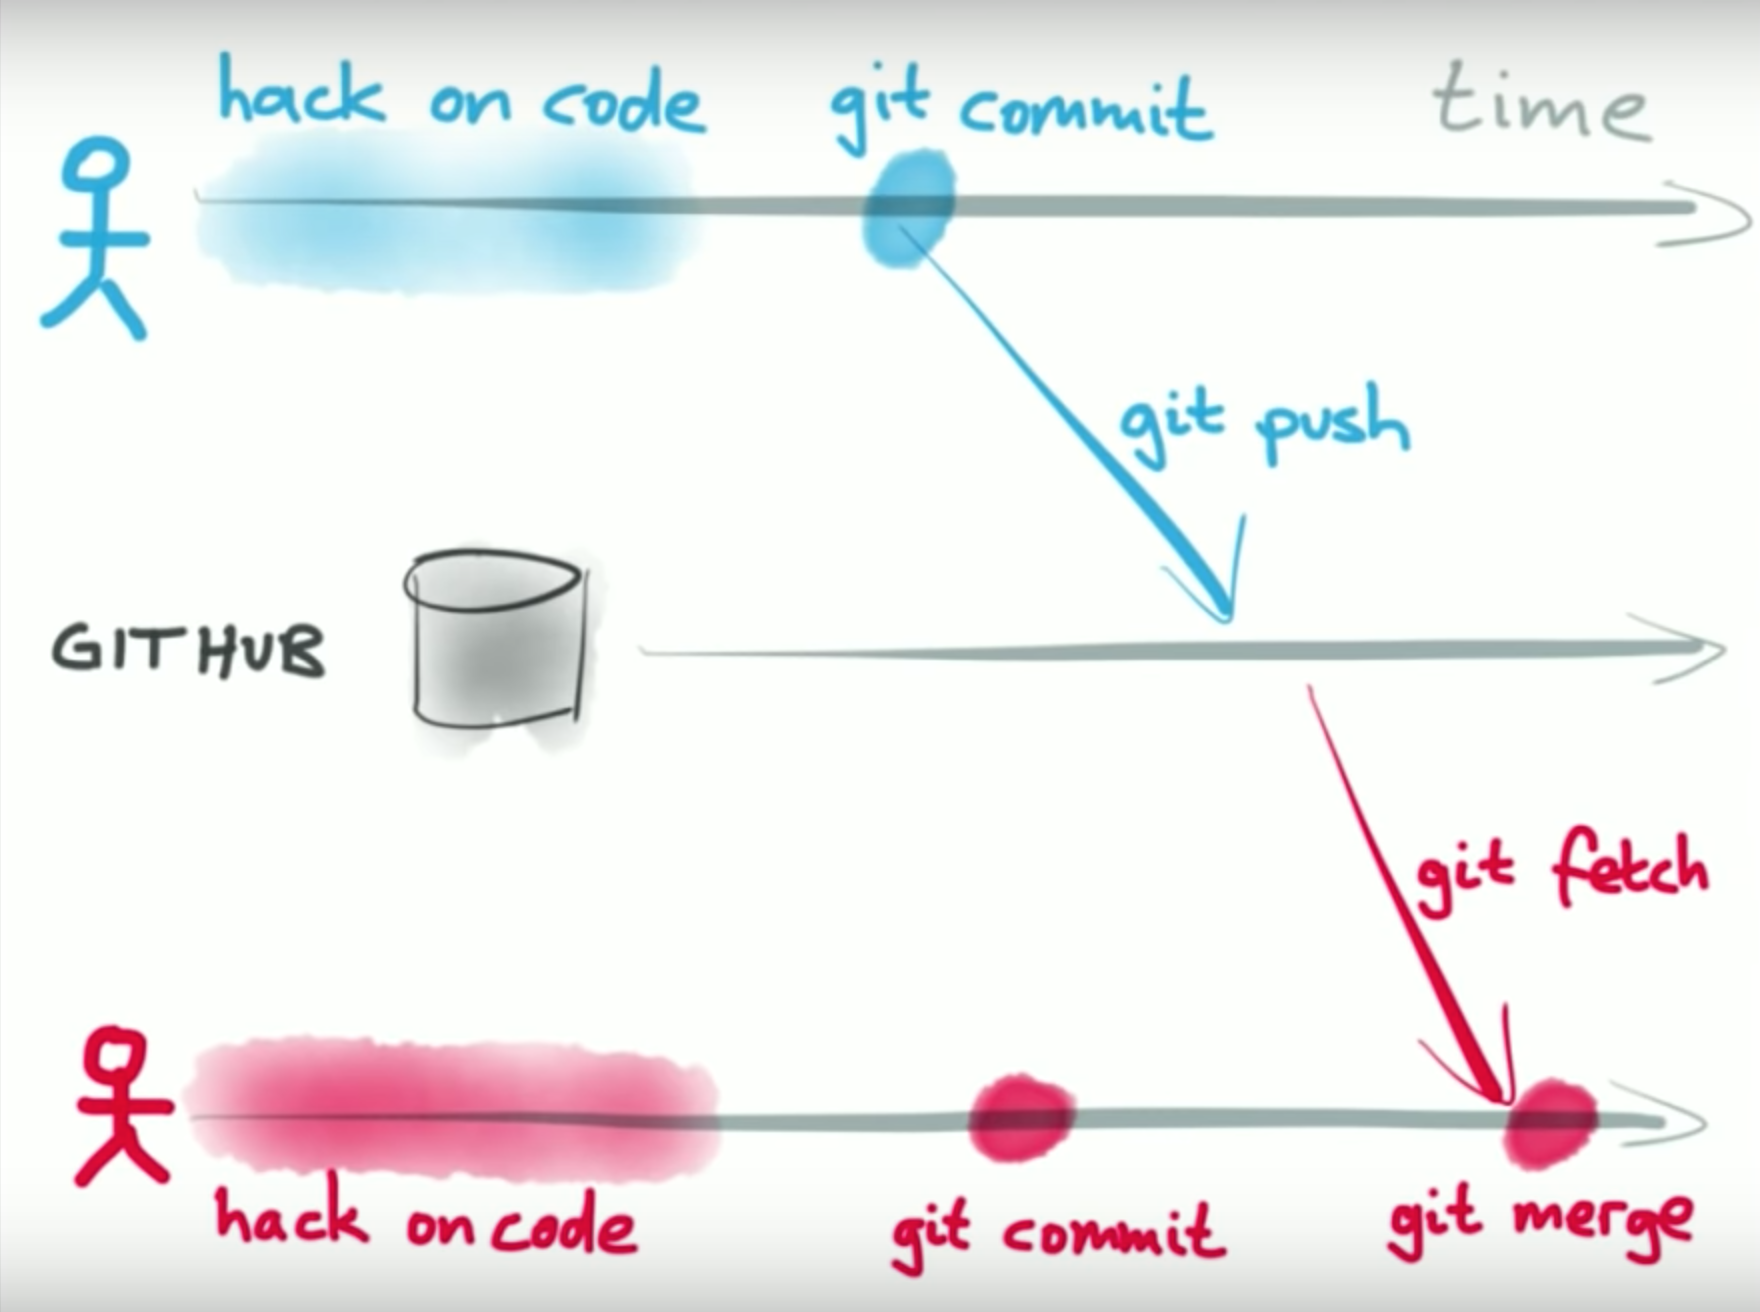 hack on code git commit time
git push
GITHUB
git fetch
hack on code git commit git merge